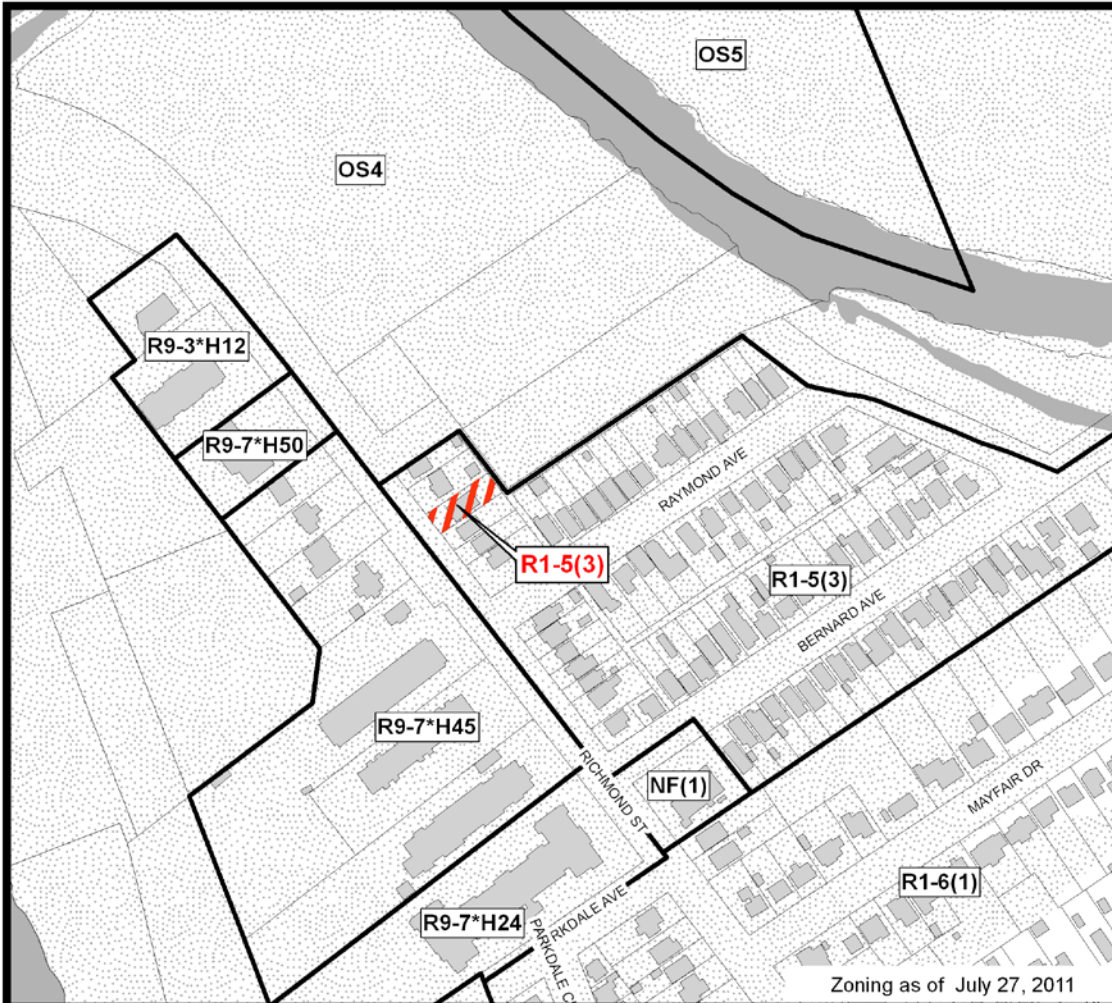 OS5
OS4
R9-3*H12
R9-7*H50
RAYMOND AVE
R1-5(3)
R1-5(3)
BERNARD AVE
R9-7*H45
RICHMOND ST
NF(1)
MAYFAIR DR
R1-6(1)
R9-7*H24
RKDALE AVE
PARKDALE C
Zoning as of July 27, 2011